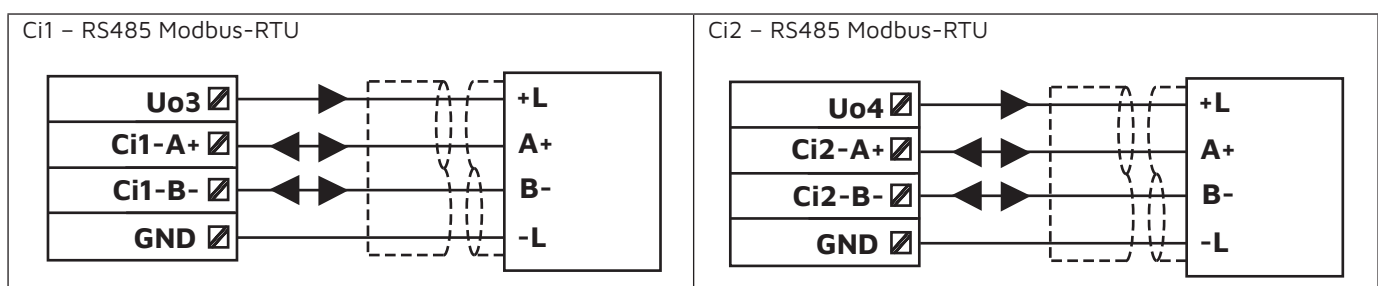 Ci1 – RS485 Modbus-RTU
Uo3 +L
Ci1-A+ A+
Ci1-B- B-
GND -L
Ci2 – RS485 Modbus-RTU
Uo4 +L
Ci2-A+ A+
Ci2-B- B-
GND -L